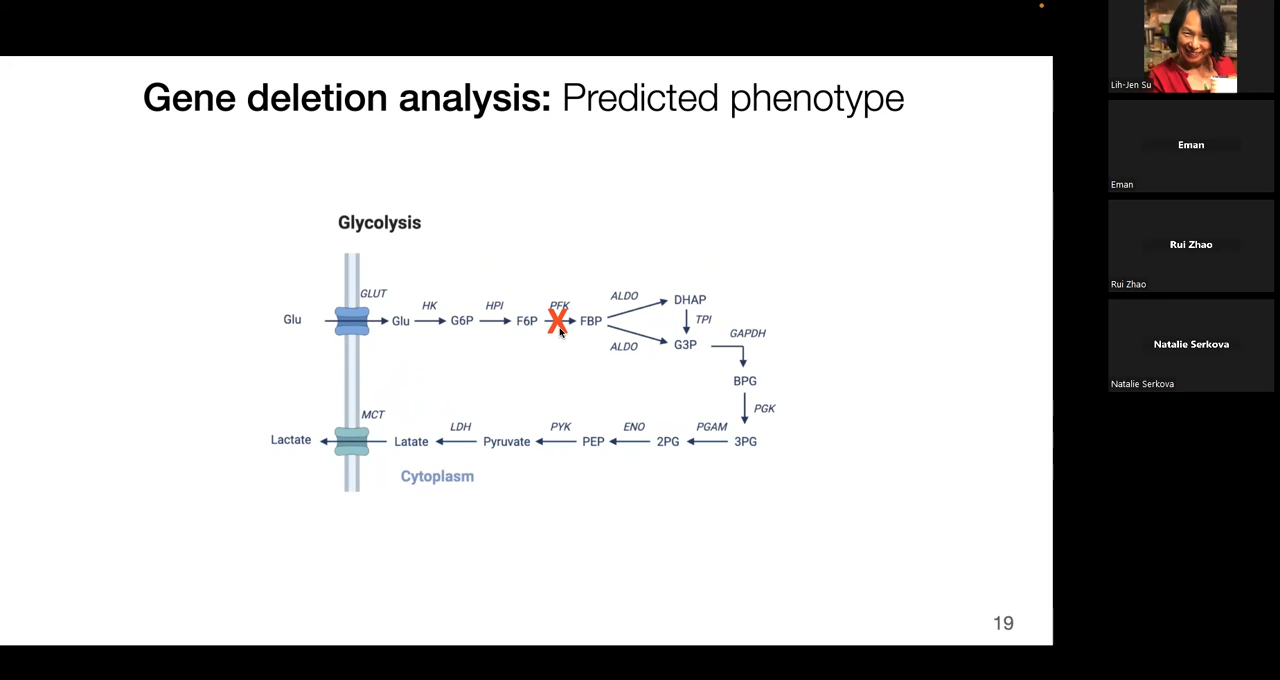 Gene deletion analysis: Predicted phenotype
Glycolysis
GLUT
HK
HPI
PFK
ALDO
DHAP
Glu
Glu
G6P
F6P
X
FBP
TPI
ALDO
G3P
GAPDH
BPG
PGK
MCT
LDH
PYK
ENO
PGAM
Lactate
Latate
Pyruvate
PEP
2PG
3PG
Cytoplasm
19
Lih-Jen Su
Eman
Eman
Rui Zhao
Rui Zhao
Natalie Serkova
Natalie Serkova